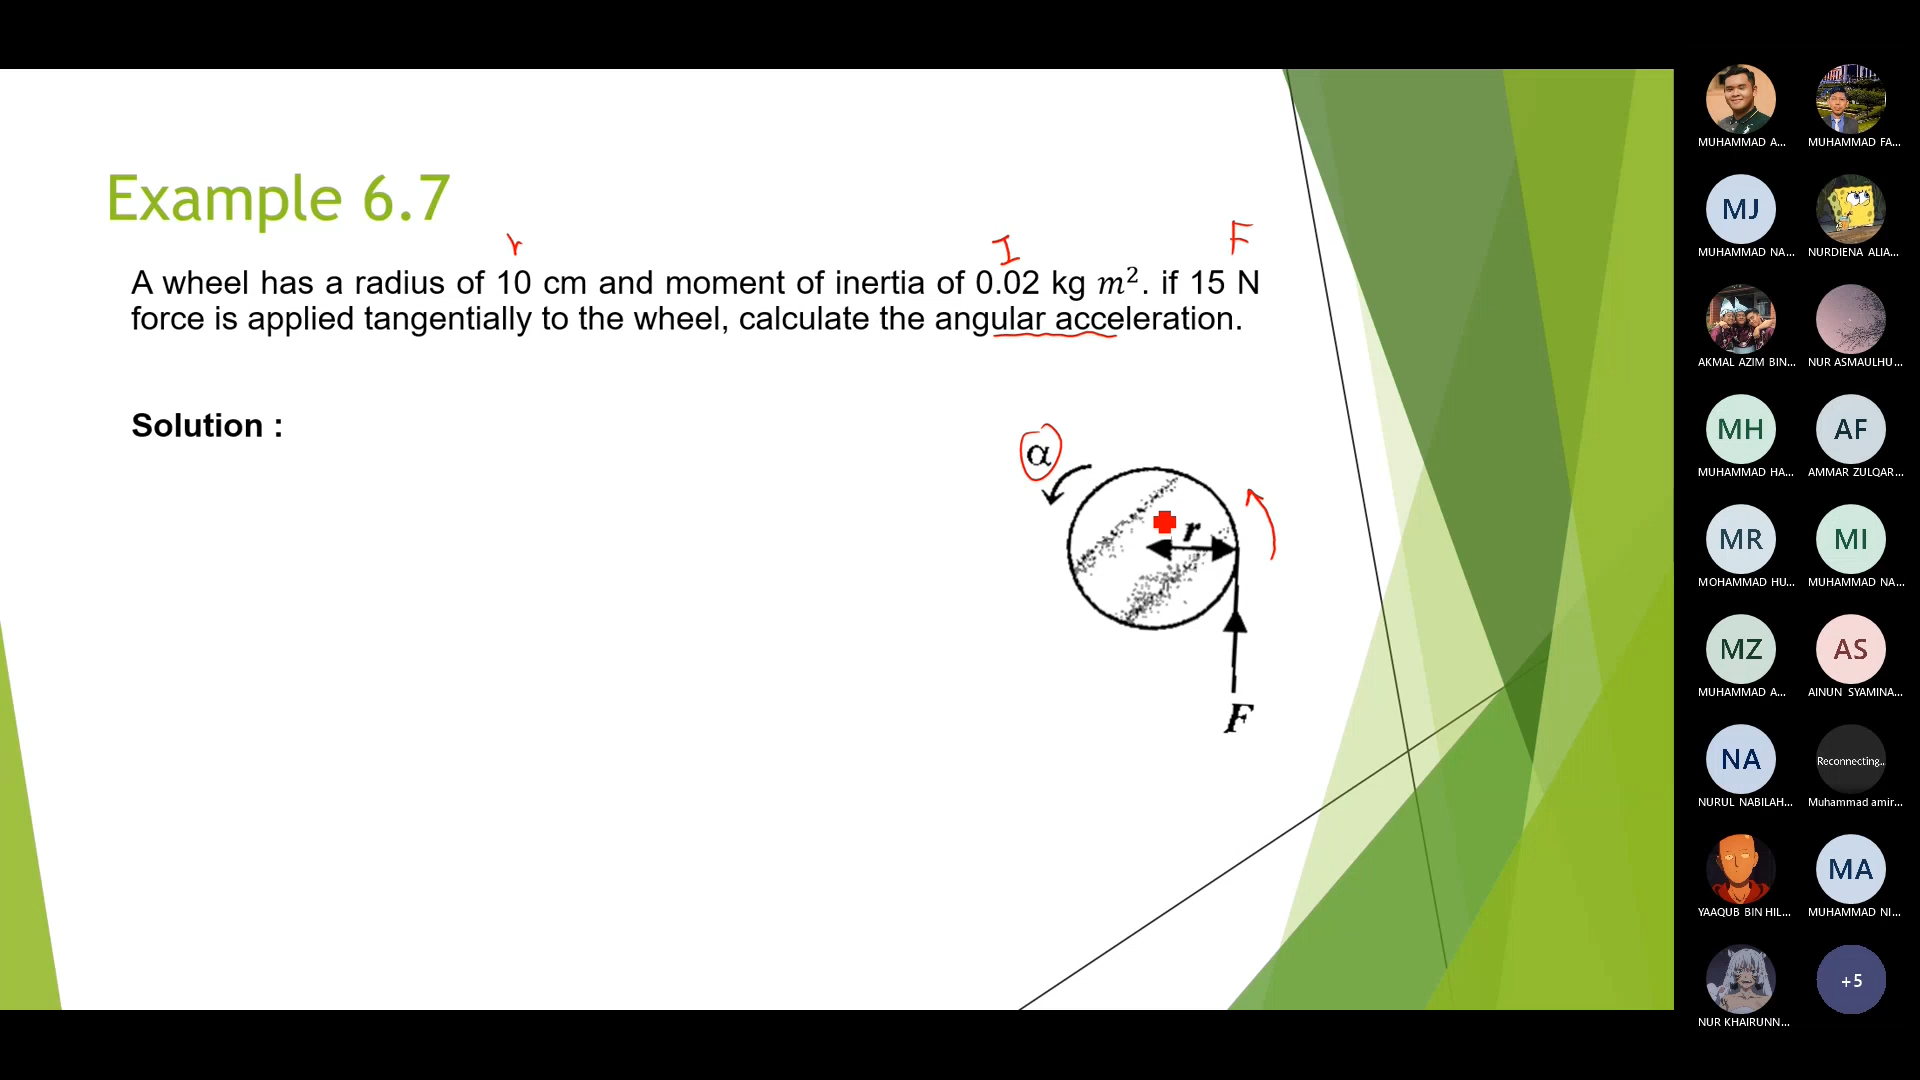 Example 6.7
r I F
A wheel has a radius of 10 cm and moment of inertia of 0.02 kg m². if 15 N
force is applied tangentially to the wheel, calculate the angular acceleration.
Solution :
α
r
F
MUHAMMAD A...
MUHAMMAD FA...
MJ
MUHAMMAD NA...
NURDIENA ALIA...
AKMAL AZIM BIN...
NUR ASMAULHU...
MH
MUHAMMAD HA...
AF
AMMAR ZULQAR...
MR
MOHAMMAD HU...
MI
MUHAMMAD NA...
MZ
MUHAMMAD A...
AS
AINUN SYAMINA...
NA
NURUL NABILAH...
Reconnecting...
Muhammad amir...
YAAQUB BIN HIL...
MA
MUHAMMAD NI...
NUR KHAIRUNN...
+5